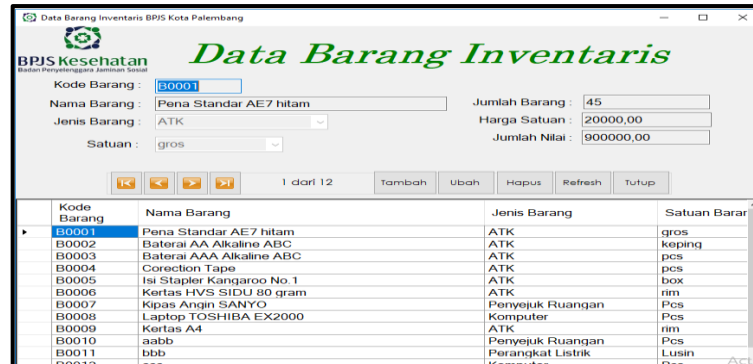 Data Barang Inventaris BPJS Kota Palembang
BPJS Kesehatan
Badan Penyelenggara Jaminan Sosial
Data Barang Inventaris
Kode Barang : B0001
Nama Barang : Pena Standar AE7 hitam
Jumlah Barang : 45
Jenis Barang : ATK
Harga Satuan : 20000,00
Satuan : gros
Jumlah Nilai : 900000,00
1 dari 12 Tambah Ubah Hapus Refresh Tutup
Kode Barang Nama Barang Jenis Barang Satuan Barar
B0001 Pena Standar AE7 hitam ATK gros
B0002 Baterai AA Alkaline ABC ATK keping
B0003 Baterai AAA Alkaline ABC ATK pcs
B0004 Corection Tape ATK pcs
B0005 Isi Stapler Kangaroo No.1 ATK box
B0006 Kertas HVS SIDU 80 gram ATK rim
B0007 Kipas Angin SANYO Penyejuk Ruangan Pcs
B0008 Laptop TOSHIBA EX2000 Komputer Pcs
B0009 Kertas A4 ATK rim
B0010 aabb Penyejuk Ruangan Pcs
B0011 bbb Perangkat Listrik Lusin